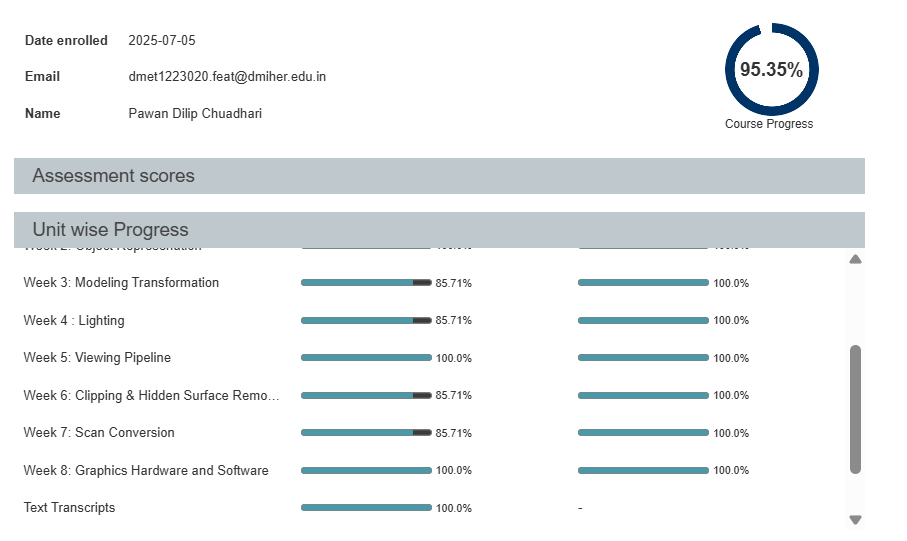 Date enrolled 2025-07-05
95.35%
Email dmet1223020.feat@dmiher.edu.in
Name Pawan Dilip Chuadhari
Course Progress
Assessment scores
Unit wise Progress
Week 2: Object Representation
Week 3: Modeling Transformation 85.71% 100.0%
Week 4 : Lighting 85.71% 100.0%
Week 5: Viewing Pipeline 100.0% 100.0%
Week 6: Clipping & Hidden Surface Remo... 85.71% 100.0%
Week 7: Scan Conversion 85.71% 100.0%
Week 8: Graphics Hardware and Software 100.0% 100.0%
Text Transcripts 100.0% -